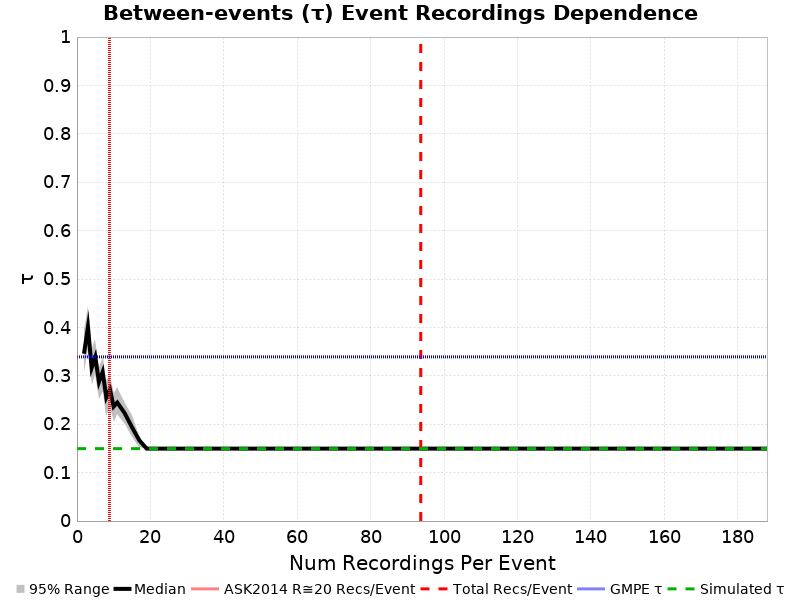 Between-events (τ) Event Recordings Dependence
1
0.9
0.8
0.7
0.6
0.5
0.4
0.3
0.2
0.1
0
τ
0 20 40 60 80 100 120 140 160 180
Num Recordings Per Event
95% Range Median ASK2014 R≅20 Recs/Event Total Recs/Event GMPE τ Simulated τ